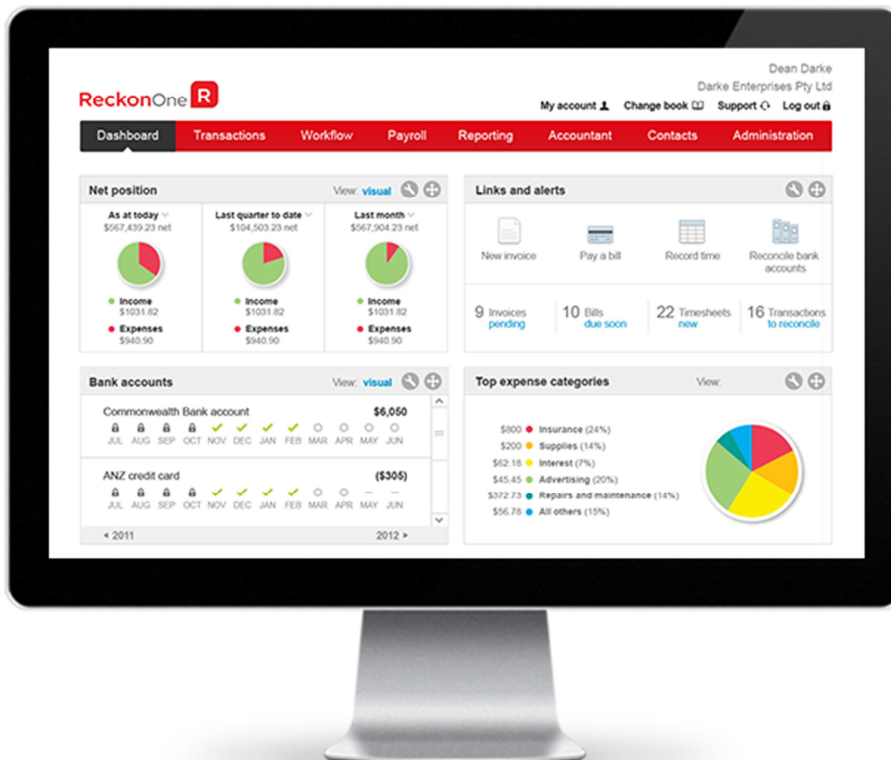 Dean Darke
Darke Enterprises Pty Ltd
ReckonOne R
My account Change book Support Log out
Dashboard Transactions Workflow Payroll Reporting Accountant Contacts Administration
Net position View: visual
As at today Last quarter to date Last month
$567,439.23 net $104,503.23 net $567,904.23 net
Income Income Income
$1031.82 $1031.82 $1031.82
Expenses Expenses Expenses
$940.90 $940.90 $940.90
Links and alerts
New invoice Pay a bill Record time Reconcile bank
accounts
9 Invoices 10 Bills 22 Timesheets 16 Transactions
pending due soon new to reconcile
Bank accounts View: visual
Commonwealth Bank account $6,050
JUL AUG SEP OCT NOV DEC JAN FEB MAR APR MAY JUN
ANZ credit card ($305)
JUL AUG SEP OCT NOV DEC JAN FEB MAR APR MAY JUN
2011 2012
Top expense categories View:
$800 Insurance (24%)
$200 Supplies (14%)
$62.18 Interest (7%)
$45.45 Advertising (20%)
$372.73 Repairs and maintenance (14%)
$56.78 All others (15%)